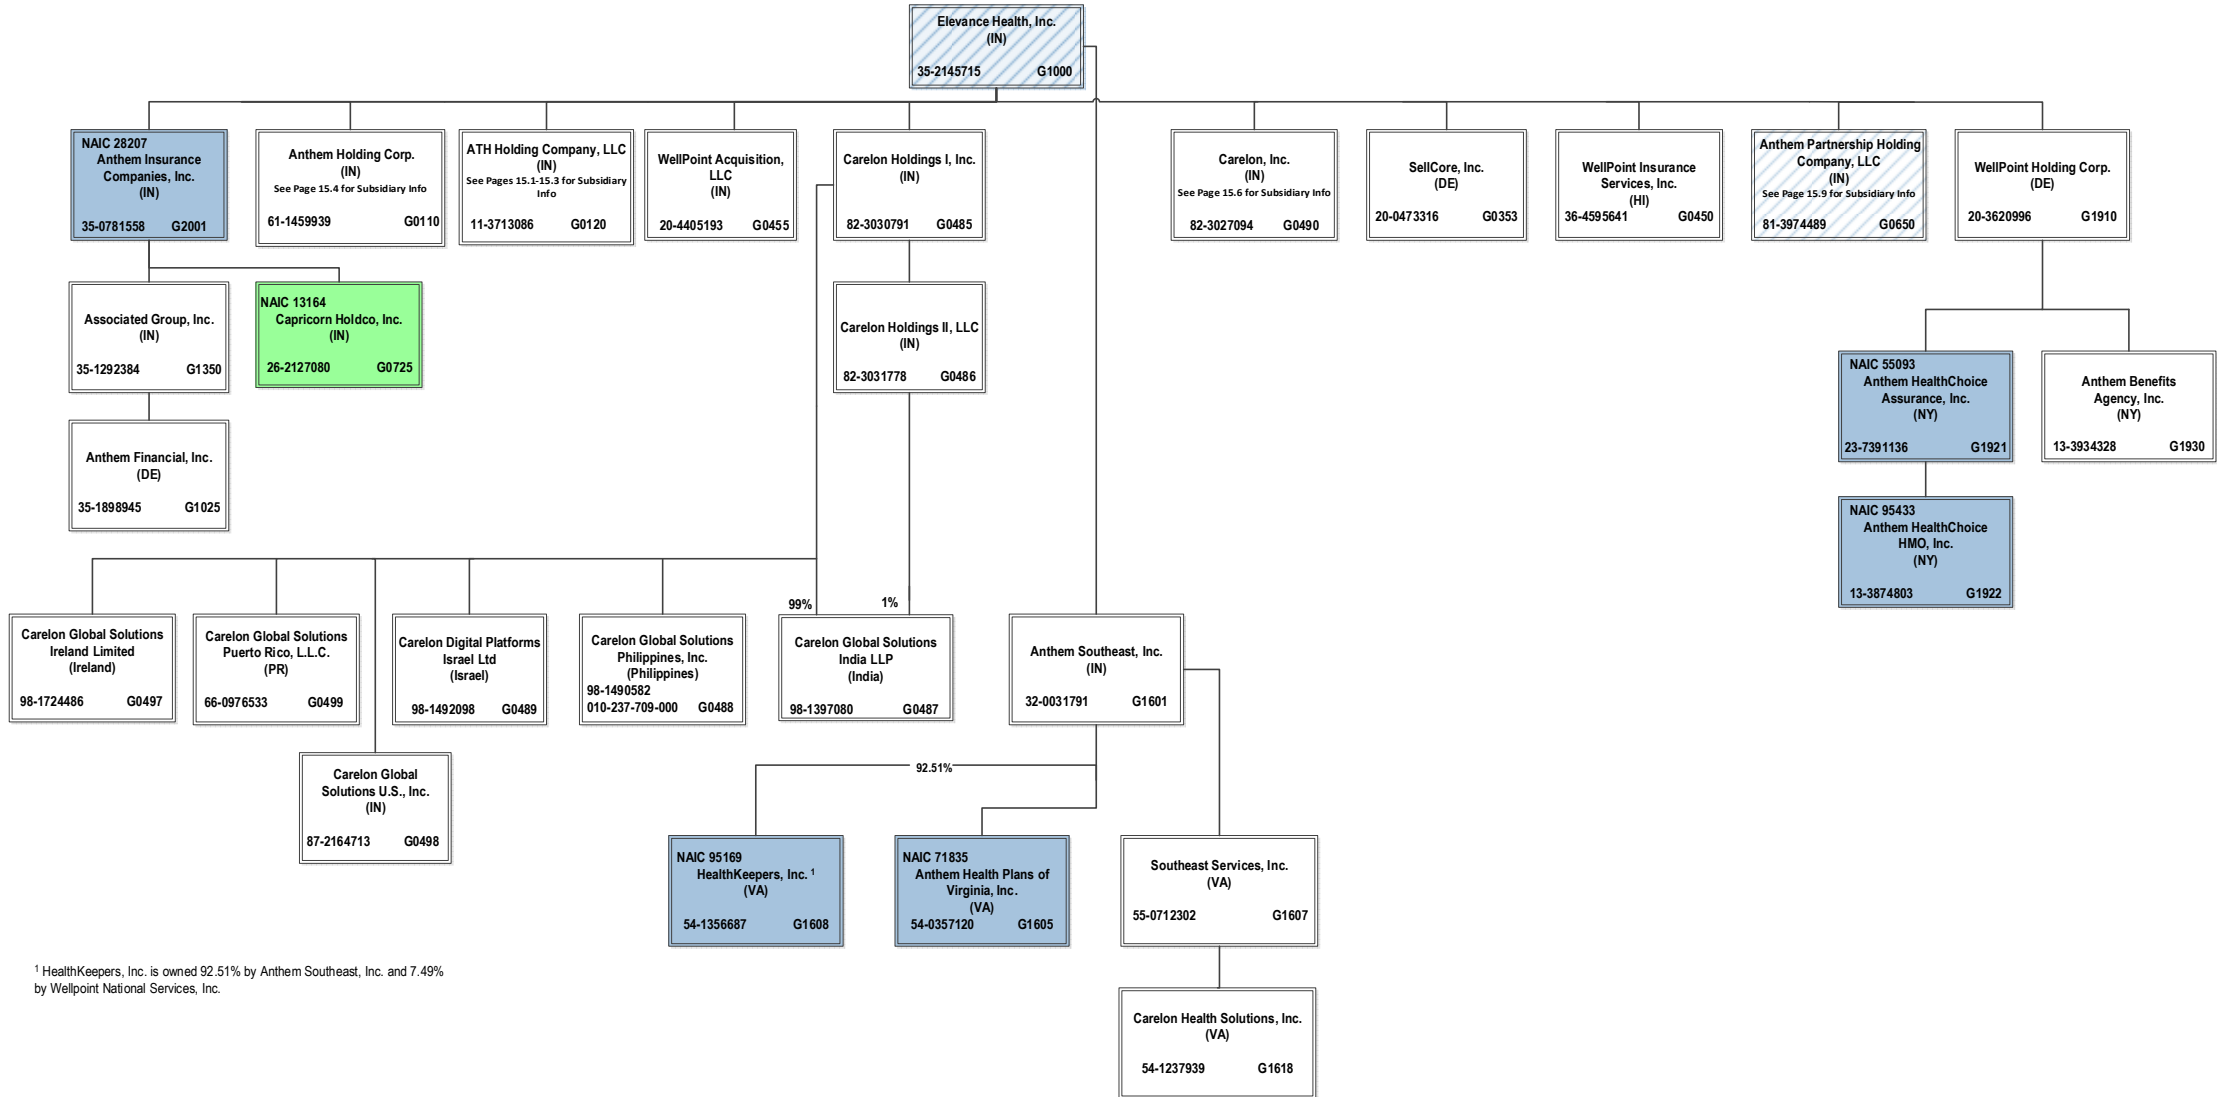 Elevance Health, Inc.
(IN)
35-2145715 G1000
NAIC 28207
Anthem Insurance
Companies, Inc.
(IN)
35-0781558 G2001
Anthem Holding Corp.
(IN)
See Page 15.4 for Subsidiary Info
61-1459939 G0110
ATH Holding Company, LLC
(IN)
See Pages 15.1-15.3 for Subsidiary
Info
11-3713086 G0120
WellPoint Acquisition,
LLC
(IN)
20-4405193 G0455
Carelon Holdings I, Inc.
(IN)
82-3030791 G0485
Carelon, Inc.
(IN)
See Page 15.6 for Subsidiary Info
82-3027094 G0490
SellCore, Inc.
(DE)
20-0473316 G0353
WellPoint Insurance
Services, Inc.
(HI)
36-4595641 G0450
Anthem Partnership Holding
Company, LLC
(IN)
See Page 15.9 for Subsidiary Info
81-3974489 G0650
WellPoint Holding Corp.
(DE)
20-3620996 G1910
Associated Group, Inc.
(IN)
35-1292384 G1350
NAIC 13164
Capricorn Holdco, Inc.
(IN)
26-2127080 G0725
Carelon Holdings II, LLC
(IN)
82-3031778 G0486
NAIC 55093
Anthem HealthChoice
Assurance, Inc.
(NY)
23-7391136 G1921
Anthem Benefits
Agency, Inc.
(NY)
13-3934328 G1930
Anthem Financial, Inc.
(DE)
35-1898945 G1025
NAIC 95433
Anthem HealthChoice
HMO, Inc.
(NY)
13-3874803 G1922
99%
1%
Carelon Global Solutions
Ireland Limited
(Ireland)
98-1724486 G0497
Carelon Global Solutions
Puerto Rico, L.L.C.
(PR)
66-0976533 G0499
Carelon Digital Platforms
Israel Ltd
(Israel)
98-1492098 G0489
Carelon Global Solutions
Philippines, Inc.
(Philippines)
98-1490582
010-237-709-000 G0488
Carelon Global Solutions
India LLP
(India)
98-1397080 G0487
Anthem Southeast, Inc.
(IN)
32-0031791 G1601
Carelon Global
Solutions U.S., Inc.
(IN)
87-2164713 G0498
92.51%
NAIC 95169
HealthKeepers, Inc. ¹
(VA)
54-1356687 G1608
NAIC 71835
Anthem Health Plans of
Virginia, Inc.
(VA)
54-0357120 G1605
Southeast Services, Inc.
(VA)
55-0712302 G1607
¹ HealthKeepers, Inc. is owned 92.51% by Anthem Southeast, Inc. and 7.49%
by Wellpoint National Services, Inc.
Carelon Health Solutions, Inc.
(VA)
54-1237939 G1618